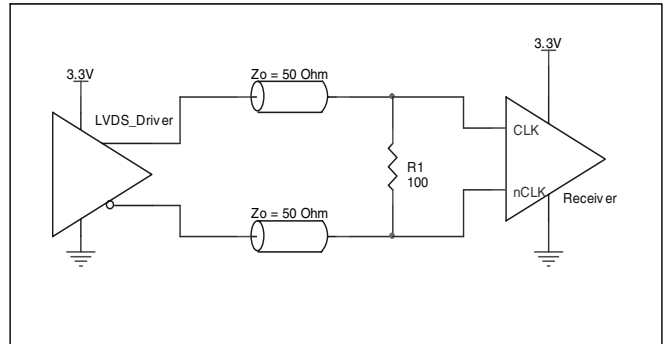 3.3V
LVDS_Driver
Zo = 50 Ohm
Zo = 50 Ohm
R1
100
3.3V
CLK
nCLK
Receiver